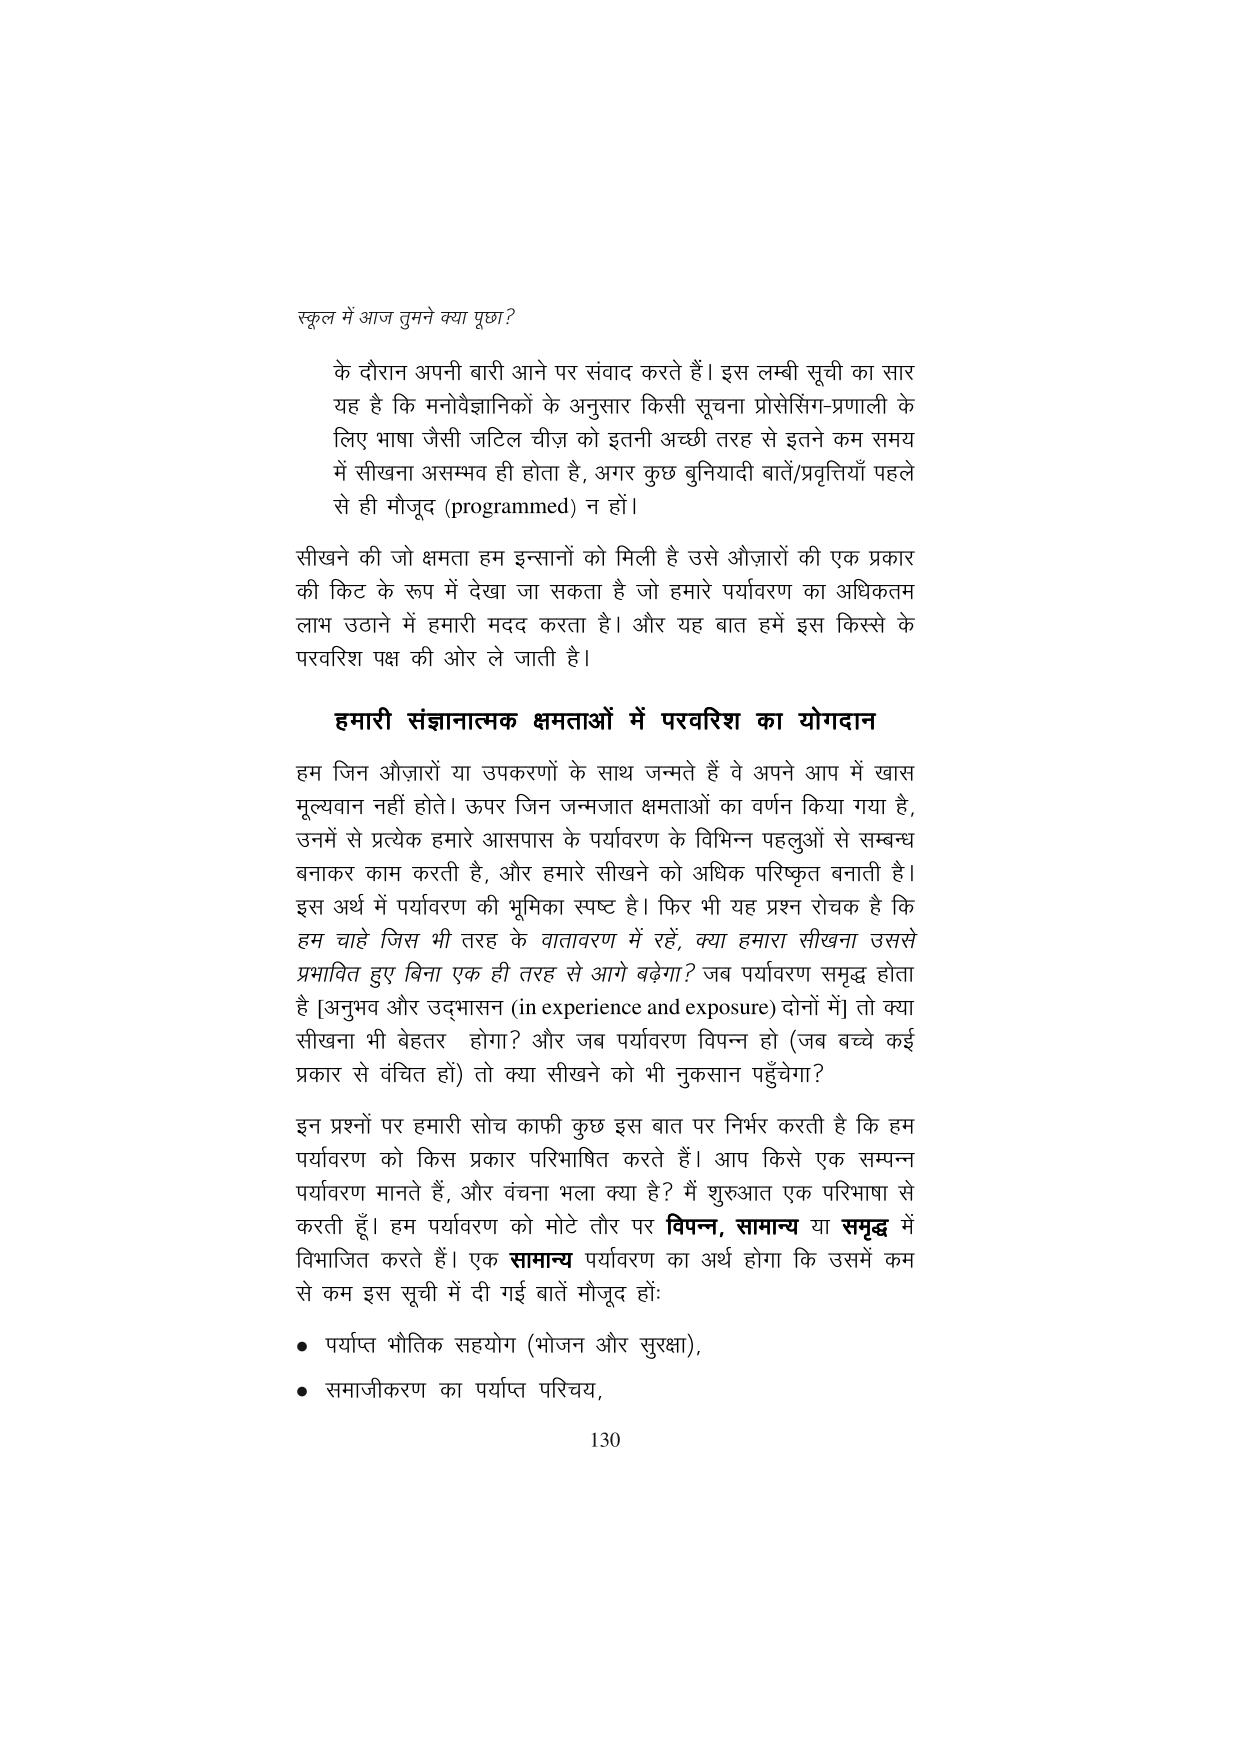 स्कूल में आज तुमने क्या पूछा?
के दौरान अपनी बारी आने पर संवाद करते हैं। इस लम्बी सूची का सार
यह है कि मनोवैज्ञानिकों के अनुसार किसी सूचना प्रोसेसिंग-प्रणाली के
लिए भाषा जैसी जटिल चीज़ को इतनी अच्छी तरह से इतने कम समय
में सीखना असम्भव ही होता है, अगर कुछ बुनियादी बातें/प्रवृत्तियाँ पहले
से ही मौजूद (programmed) न हों।
सीखने की जो क्षमता हम इन्सानों को मिली है उसे औज़ारों की एक प्रकार
की किट के रूप में देखा जा सकता है जो हमारे पर्यावरण का अधिकतम
लाभ उठाने में हमारी मदद करता है। और यह बात हमें इस किस्से के
परवरिश पक्ष की ओर ले जाती है।
हमारी संज्ञानात्मक क्षमताओं में परवरिश का योगदान
हम जिन औज़ारों या उपकरणों के साथ जन्मते हैं वे अपने आप में खास
मूल्यवान नहीं होते। ऊपर जिन जन्मजात क्षमताओं का वर्णन किया गया है,
उनमें से प्रत्येक हमारे आसपास के पर्यावरण के विभिन्न पहलुओं से सम्बन्ध
बनाकर काम करती है, और हमारे सीखने को अधिक परिष्कृत बनाती है।
इस अर्थ में पर्यावरण की भूमिका स्पष्ट है। फिर भी यह प्रश्न रोचक है कि
हम चाहे जिस भी तरह के वातावरण में रहें, क्या हमारा सीखना उससे
प्रभावित हुए बिना एक ही तरह से आगे बढ़ेगा? जब पर्यावरण समृद्ध होता
है [अनुभव और उद्‌भासन (in experience and exposure) दोनों में] तो क्या
सीखना भी बेहतर होगा? और जब पर्यावरण विपन्न हो (जब बच्चे कई
प्रकार से वंचित हों) तो क्या सीखने को भी नुकसान पहुँचेगा?
इन प्रश्नों पर हमारी सोच काफी कुछ इस बात पर निर्भर करती है कि हम
पर्यावरण को किस प्रकार परिभाषित करते हैं। आप किसे एक सम्पन्न
पर्यावरण मानते हैं, और वंचना भला क्या है? मैं शुरुआत एक परिभाषा से
करती हूँ। हम पर्यावरण को मोटे तौर पर विपन्न, सामान्य या समृद्ध में
विभाजित करते हैं। एक सामान्य पर्यावरण का अर्थ होगा कि उसमें कम
से कम इस सूची में दी गई बातें मौजूद हों:
• पर्याप्त भौतिक सहयोग (भोजन और सुरक्षा),
• समाजीकरण का पर्याप्त परिचय,
130